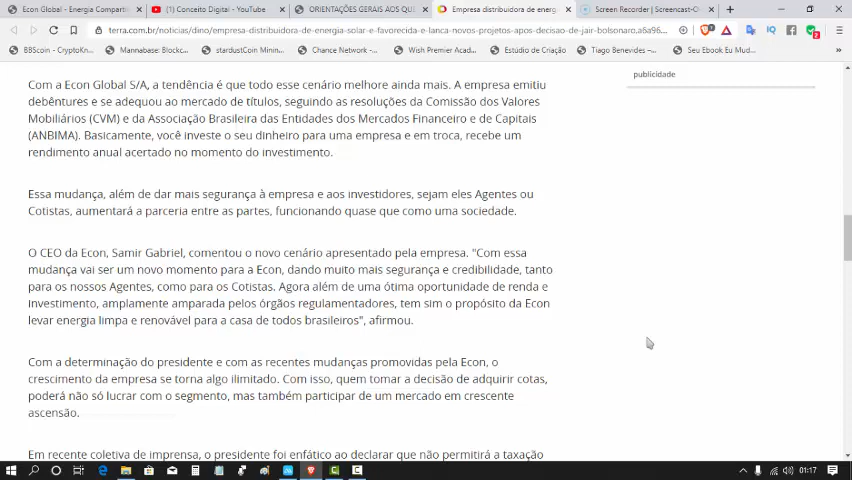 Econ Global - Energia Comparti
(1) Conceito Digital - YouTube
ORIENTAÇÕES GERAIS AOS QU
Empresa distribuidora de energ
Screen Recorder | Screencast-O
terra.com.br/noticias/dino/empresa-distribuidora-de-energia-solar-e-favorecida-e-lanca-novos-projetos-apos-decisao-de-jair-bolsonaro,a6a96...
BBScoin - CryptoKn...
Mannabase: Blockc...
stardustCoin Minin...
Chance Network -...
Wish Premier Acad...
Estúdio de Criação
Tiago Benevides -...
Seu Ebook Eu Mud...
publicidade
Com a Econ Global S/A, a tendência é que todo esse cenário melhore ainda mais. A empresa emitiu
debêntures e se adequou ao mercado de títulos, seguindo as resoluções da Comissão dos Valores
Mobiliários (CVM) e da Associação Brasileira das Entidades dos Mercados Financeiro e de Capitais
(ANBIMA). Basicamente, você investe o seu dinheiro para uma empresa e em troca, recebe um
rendimento anual acertado no momento do investimento.
Essa mudança, além de dar mais segurança à empresa e aos investidores, sejam eles Agentes ou
Cotistas, aumentará a parceria entre as partes, funcionando quase que como uma sociedade.
O CEO da Econ, Samir Gabriel, comentou o novo cenário apresentado pela empresa. "Com essa
mudança vai ser um novo momento para a Econ, dando muito mais segurança e credibilidade, tanto
para os nossos Agentes, como para os Cotistas. Agora além de uma ótima oportunidade de renda e
investimento, amplamente amparada pelos órgãos regulamentadores, tem sim o propósito da Econ
levar energia limpa e renovável para a casa de todos brasileiros", afirmou.
Com a determinação do presidente e com as recentes mudanças promovidas pela Econ, o
crescimento da empresa se torna algo ilimitado. Com isso, quem tomar a decisão de adquirir cotas,
poderá não só lucrar com o segmento, mas também participar de um mercado em crescente
ascensão.
Em recente coletiva de imprensa, o presidente foi enfático ao declarar que não permitirá a taxação
01:17